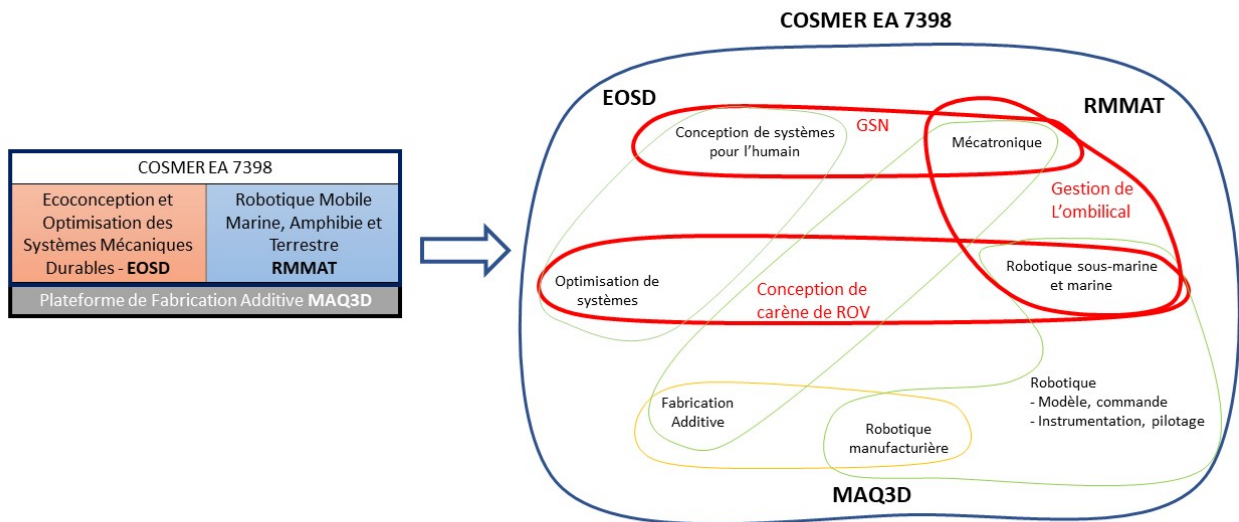 COSMER EA 7398
Ecoconception et
Optimisation des
Systèmes Mécaniques
Durables - EOSD
Robotique Mobile
Marine, Amphibie et
Terrestre
RMMAT
Plateforme de Fabrication Additive MAQ3D
COSMER EA 7398
EOSD
RMMAT
Conception de systèmes
pour l'humain
GSN
Mécatronique
Gestion de
L'ombilical
Optimisation de
systèmes
Conception de
carène de ROV
Robotique sous-marine
et marine
Fabrication
Additive
Robotique
manufacturière
Robotique
- Modèle, commande
- Instrumentation, pilotage
MAQ3D